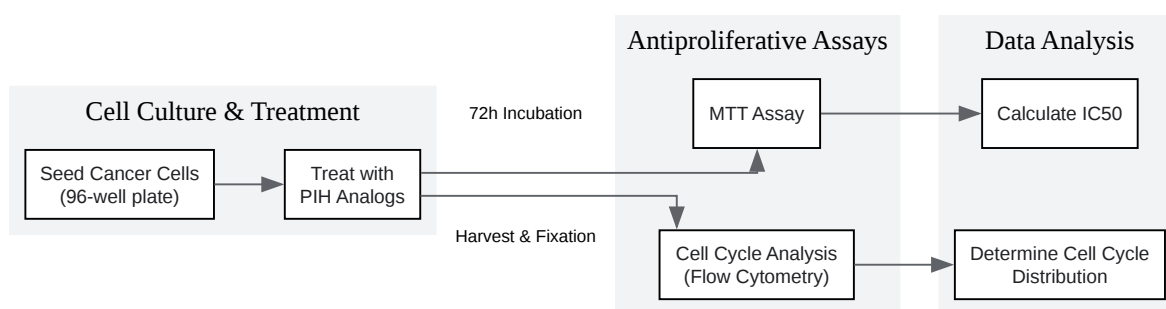 Cell Culture & Treatment
Seed Cancer Cells
(96-well plate)
Treat with
PIH Analogs
72h Incubation
Harvest & Fixation
Antiproliferative Assays
MTT Assay
Cell Cycle Analysis
(Flow Cytometry)
Data Analysis
Calculate IC50
Determine Cell Cycle
Distribution